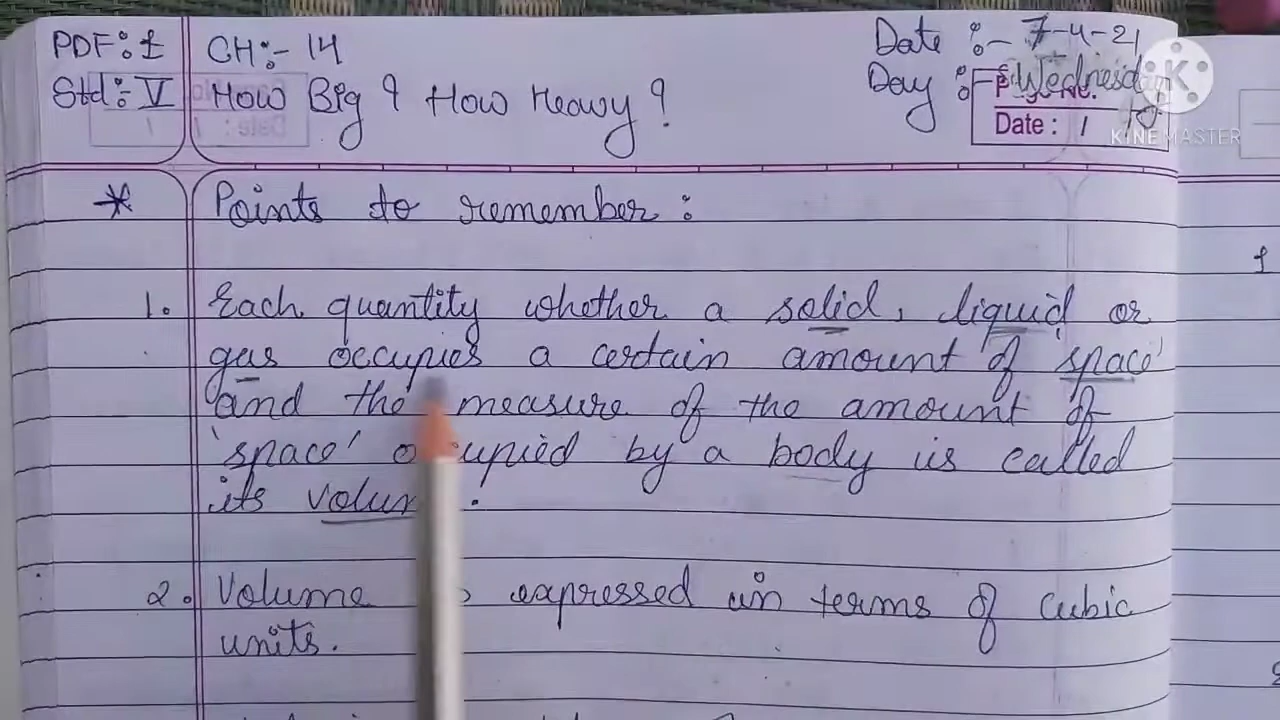 PDF: 1 CH:- 14 Date :- 7-4-21
Std:- V How Big ? How Heavy ? Day :- Wednesday
Date :
KINEMASTER
* Points to remember :
1. Each quantity whether a solid, liquid or
gas occupies a certain amount of 'space'
and the measure of the amount of
'space' occupied by a body is called
its volume.
2. Volume is expressed in terms of cubic
units.